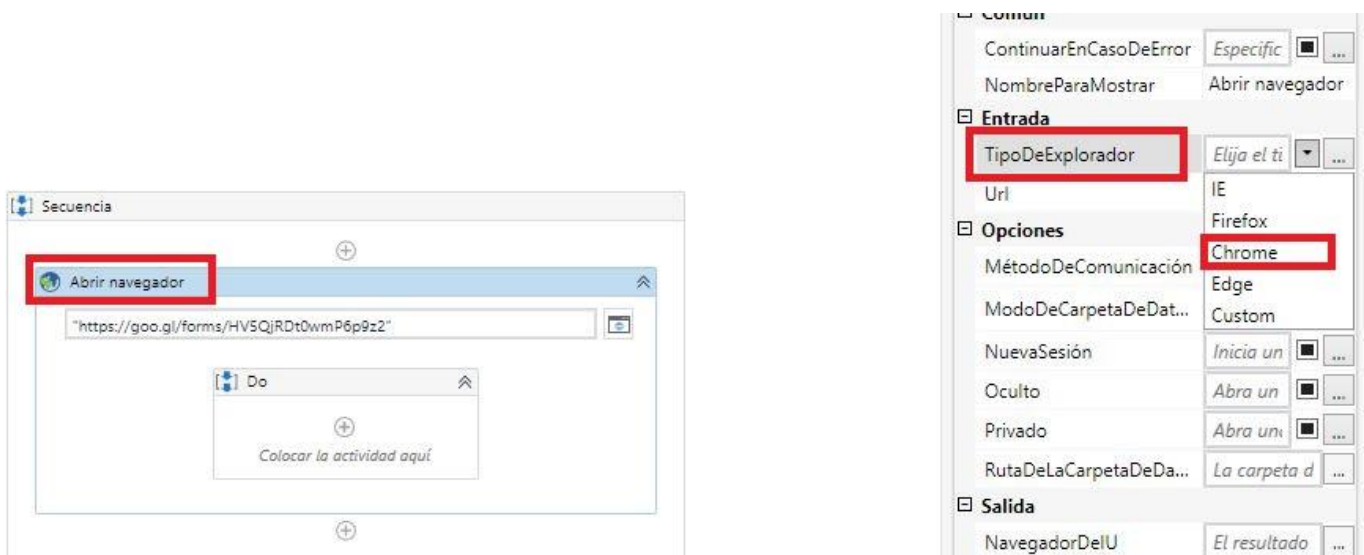 Secuencia
Abrir navegador
"https://goo.gl/forms/HV5QjRDt0wmP6p9z2"
Do
Colocar la actividad aquí
Común
ContinuarEnCasoDeError Especific ...
NombreParaMostrar Abrir navegador
Entrada
TipoDeExplorador Elija el ti ...
Url
IE
Firefox
Opciones
Chrome
MétodoDeComunicación
Edge
ModoDeCarpetaDeDat...
Custom
NuevaSesión Inicia un ...
Oculto Abra un ...
Privado Abra un ...
RutaDeLaCarpetaDeDa... La carpeta d ...
Salida
NavegadorDeIU El resultado ...